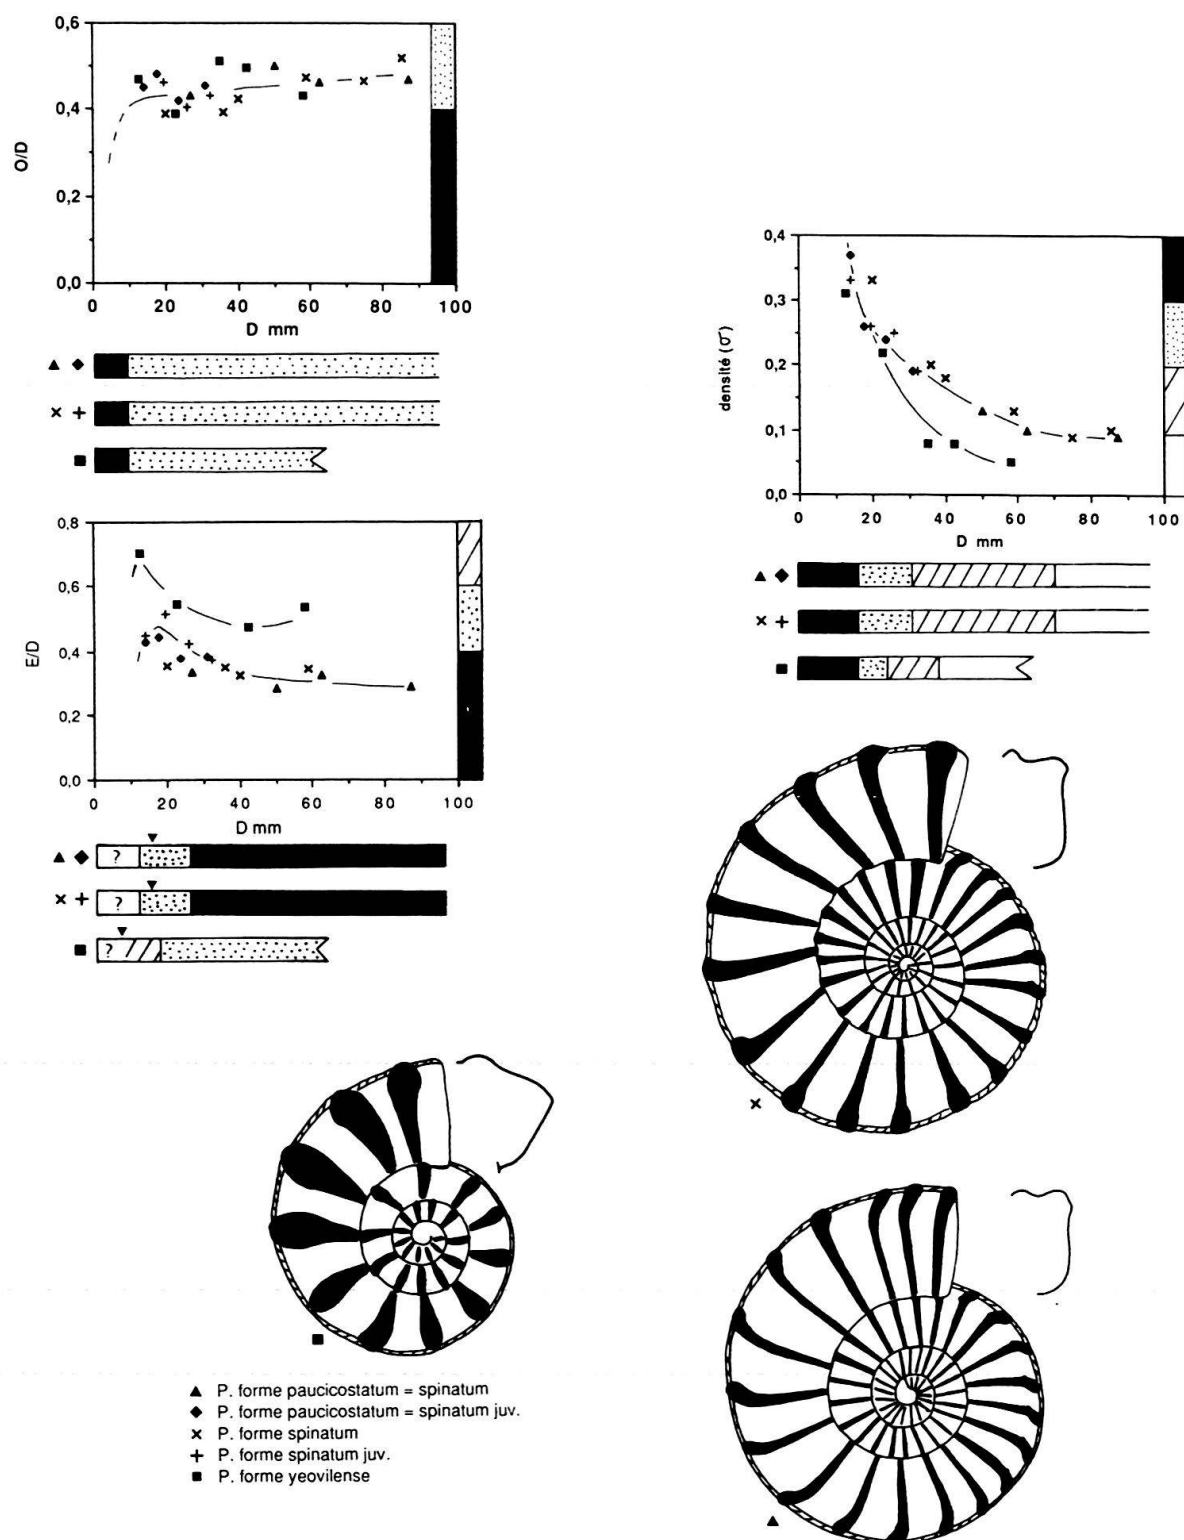 0,6
0,4
0,2
0,0
O/D
0 20 40 60 80 100
D mm
0,4
0,3
0,2
0,1
0,0
densité (σ)
0 20 40 60 80 100
D mm
0,8
0,6
0,4
0,2
0,0
E/D
0 20 40 60 80 100
D mm
?
?
?
P. forme paucicostatum = spinatum
P. forme paucicostatum = spinatum juv.
P. forme spinatum
P. forme spinatum juv.
P. forme yeovilense